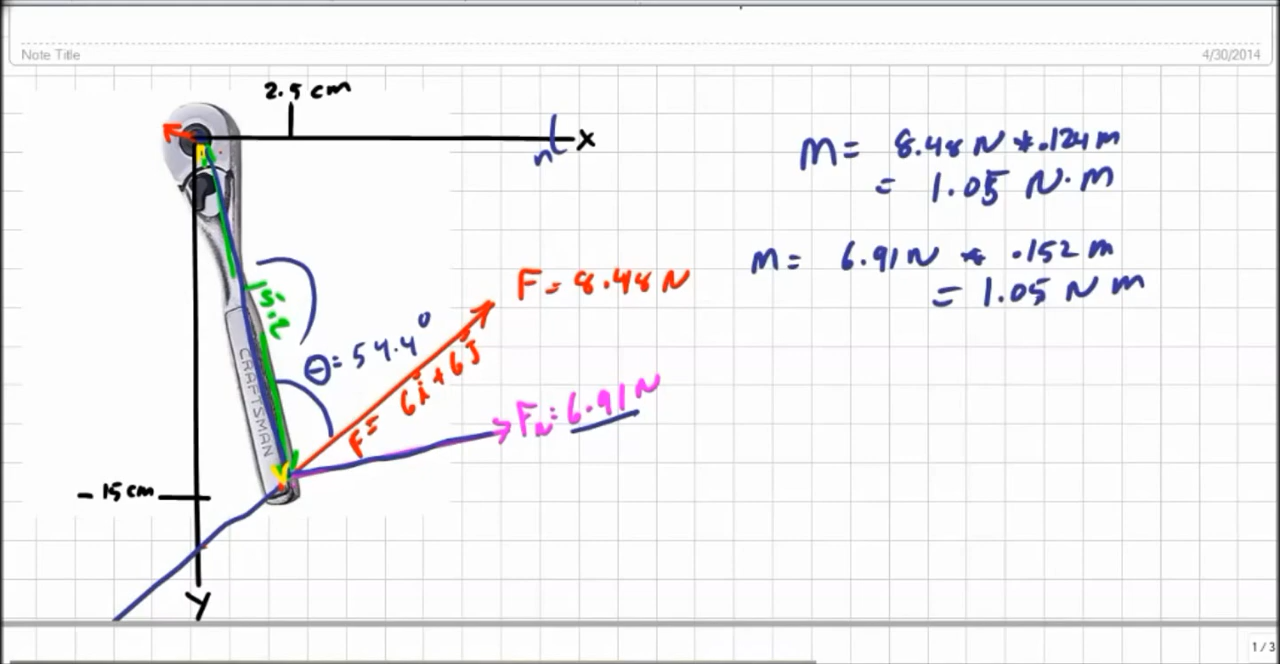 Note Title
4/30/2014
2.5 cm
X
M = 8.48 N * .124 m
= 1.05 N·m
M = 6.91 N * .152 m
= 1.05 N m
15.2
F = 8.48 N
θ = 54.4°
F = 6i + 6j
F_N = 6.91 N
CRAFTSMAN
- 15 cm
Y
1 / 3